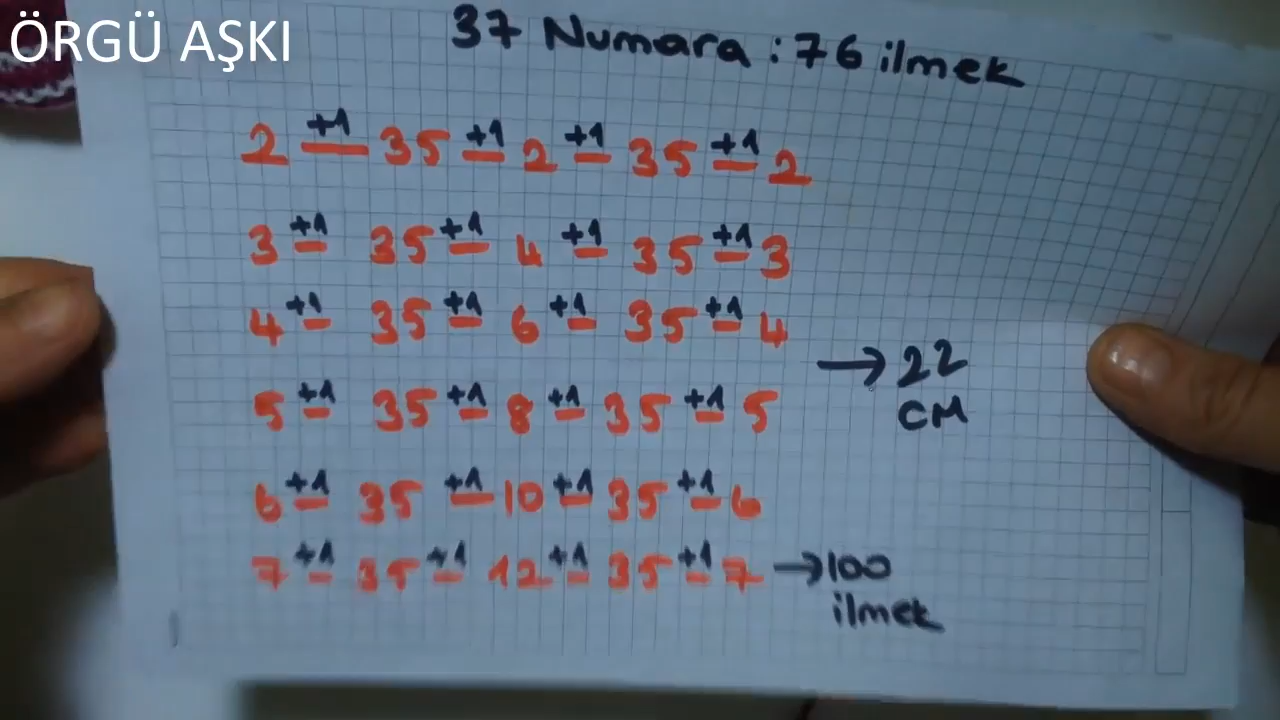 ÖRGÜ AŞKI
37 Numara : 76 ilmek
2 +1 — 35 +1 — 2 +1 — 35 +1 — 2
3 +1 — 35 +1 — 4 +1 — 35 +1 — 3
4 +1 — 35 +1 — 6 +1 — 35 +1 — 4
→ 22
CM
5 +1 — 35 +1 — 8 +1 — 35 +1 — 5
6 +1 — 35 +1 — 10 +1 — 35 +1 — 6
7 +1 — 35 +1 — 12 +1 — 35 +1 — 7 → 100
ilmek